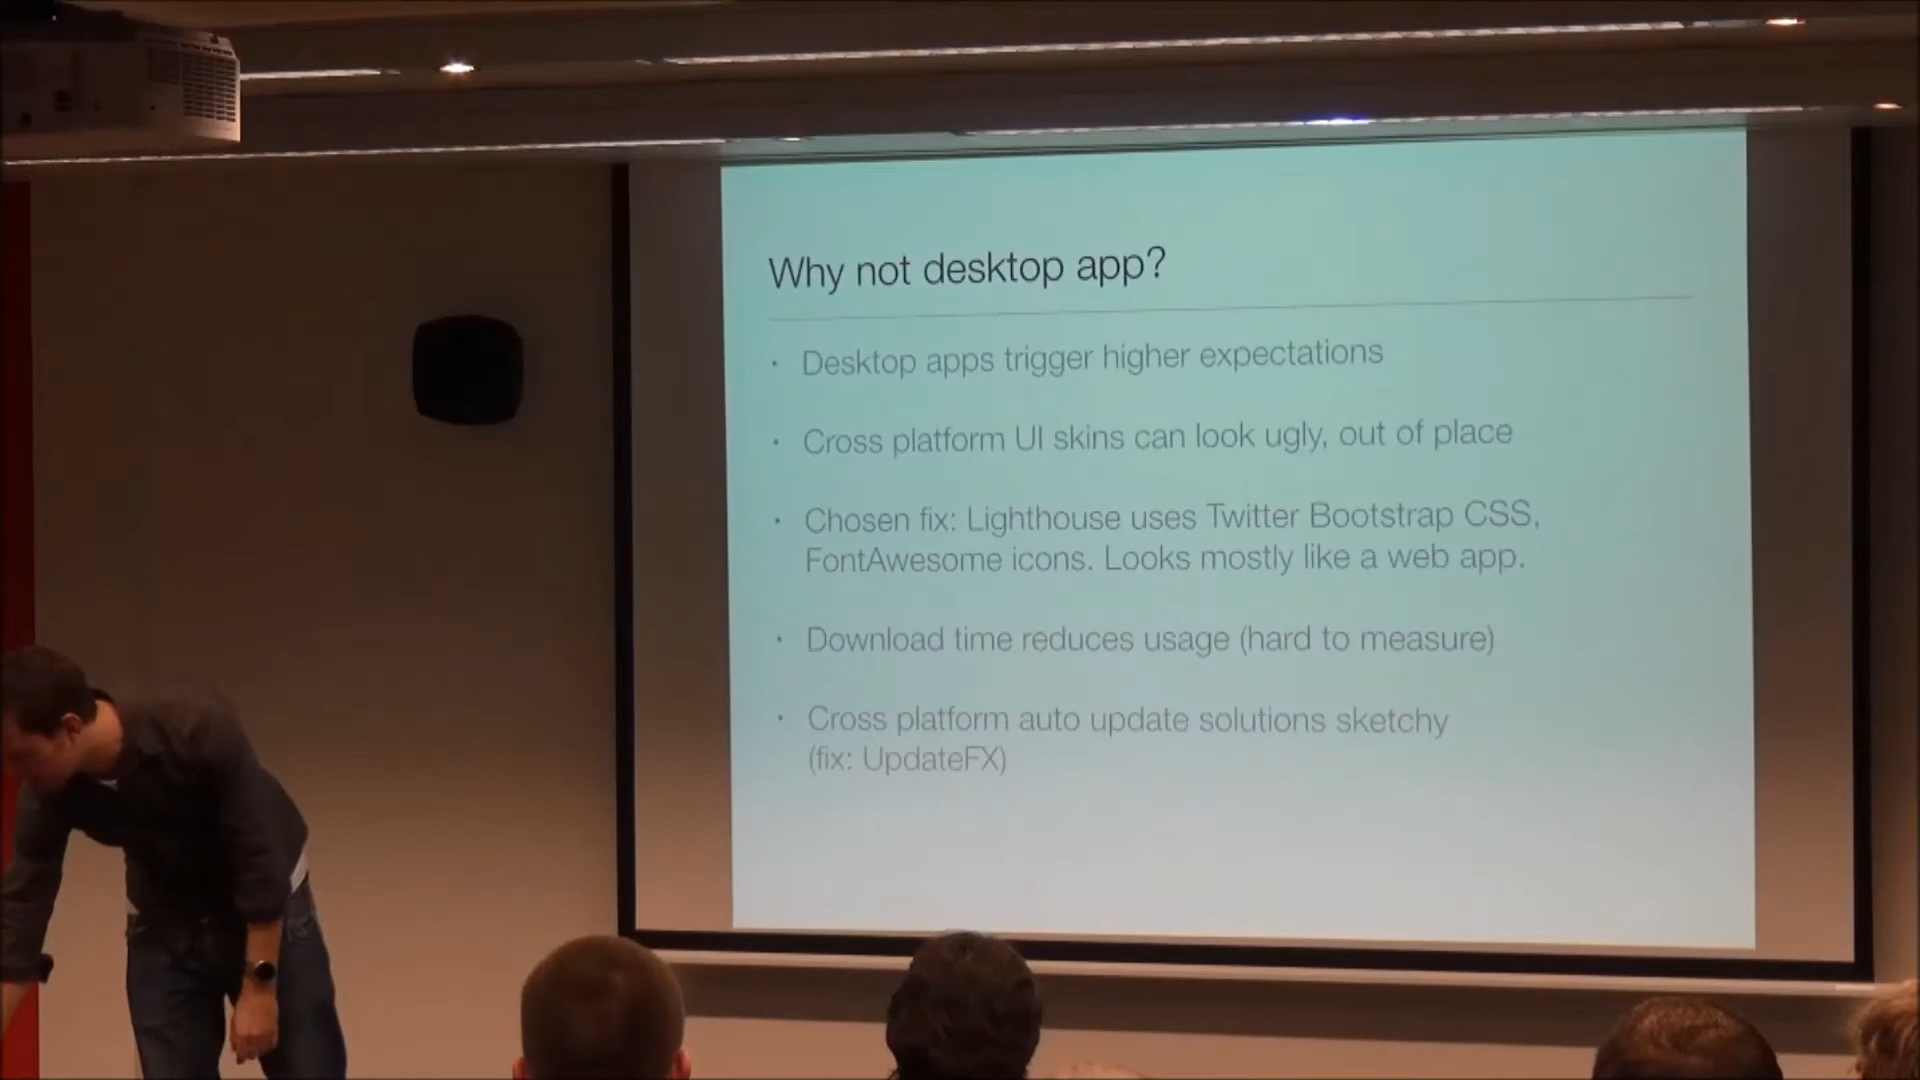 Why not desktop app?
· Desktop apps trigger higher expectations
· Cross platform UI skins can look ugly, out of place
· Chosen fix: Lighthouse uses Twitter Bootstrap CSS,
FontAwesome icons. Looks mostly like a web app.
· Download time reduces usage (hard to measure)
· Cross platform auto update solutions sketchy
(fix: UpdateFX)